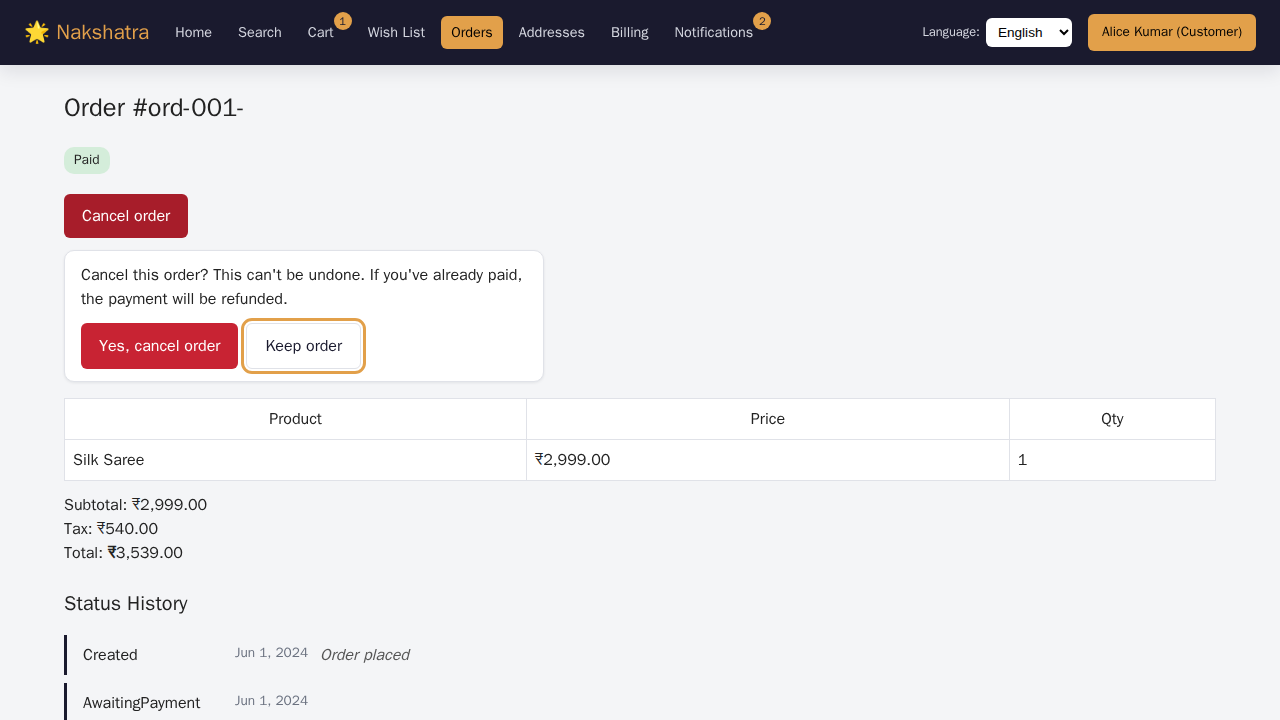 🌟 Nakshatra Home Search Cart 1 Wish List Orders Addresses Billing Notifications 2 Language: English Alice Kumar (Customer)
Order #ord-001-
Paid
Cancel order
Cancel this order? This can't be undone. If you've already paid,
the payment will be refunded.
Yes, cancel order Keep order
Product Price Qty
Silk Saree ₹2,999.00 1
Subtotal: ₹2,999.00
Tax: ₹540.00
Total: ₹3,539.00
Status History
Created Jun 1, 2024 Order placed
AwaitingPayment Jun 1, 2024